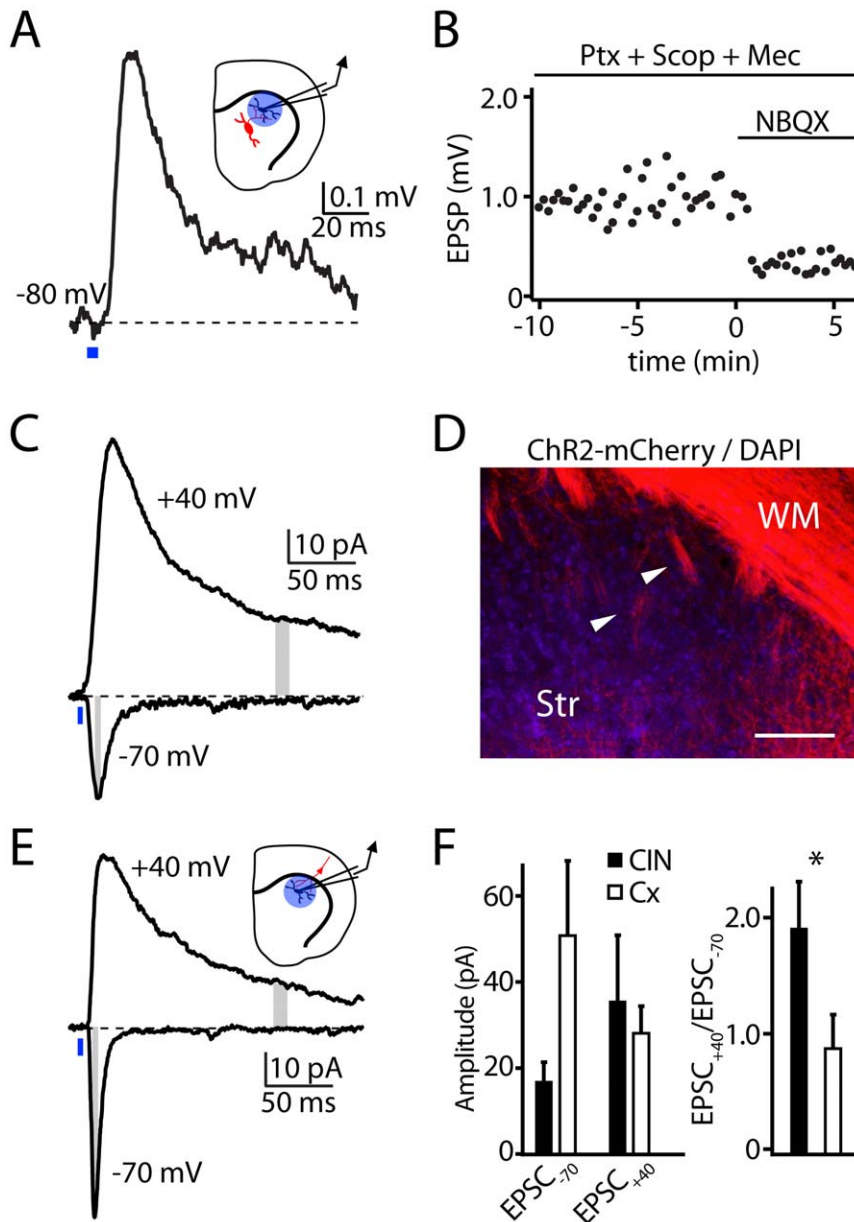 A
-80 mV
0.1 mV
20 ms
B
Ptx + Scop + Mec
NBQX
EPSP (mV)
2.0
1.0
0
-10
-5
0
5
time (min)
C
+40 mV
10 pA
50 ms
-70 mV
D
ChR2-mCherry / DAPI
WM
Str
E
+40 mV
10 pA
50 ms
-70 mV
F
CIN
Cx
Amplitude (pA)
60
40
20
0
EPSC-70
EPSC+40
*
EPSC+40/EPSC-70
2.0
1.0
0